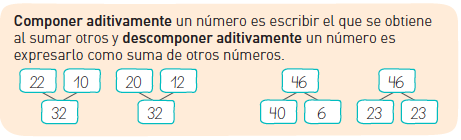 Componer aditivamente un número es escribir el que se obtiene
al sumar otros y descomponer aditivamente un número es
expresarlo como suma de otros números.
22 10 20 12 46 46
32 32 40 6 23 23